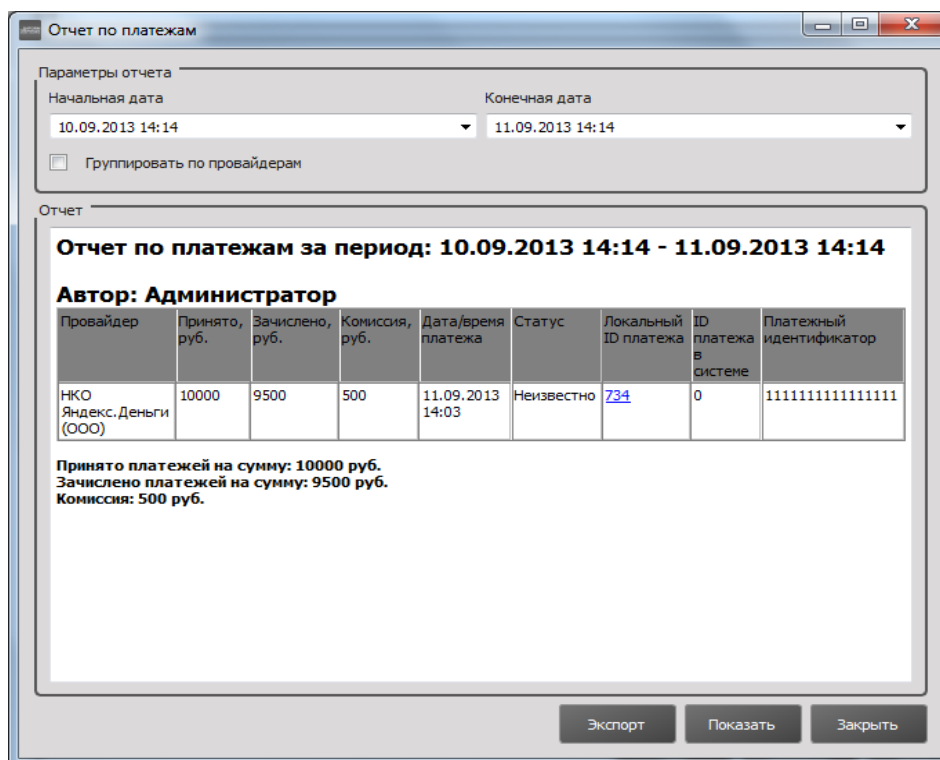 Отчет по платежам
Параметры отчета
Начальная дата
Конечная дата
10.09.2013 14:14
11.09.2013 14:14
Группировать по провайдерам
Отчет
Отчет по платежам за период: 10.09.2013 14:14 - 11.09.2013 14:14
Автор: Администратор
Провайдер
Принято,
руб.
Зачислено,
руб.
Комиссия,
руб.
Дата/время
платежа
Статус
Локальный
ID платежа
ID
платежа
в
системе
Платежный
идентификатор
НКО
Яндекс.Деньги
(ООО)
10000
9500
500
11.09.2013
14:03
Неизвестно
734
0
1111111111111111
Принято платежей на сумму: 10000 руб.
Зачислено платежей на сумму: 9500 руб.
Комиссия: 500 руб.
Экспорт
Показать
Закрыть